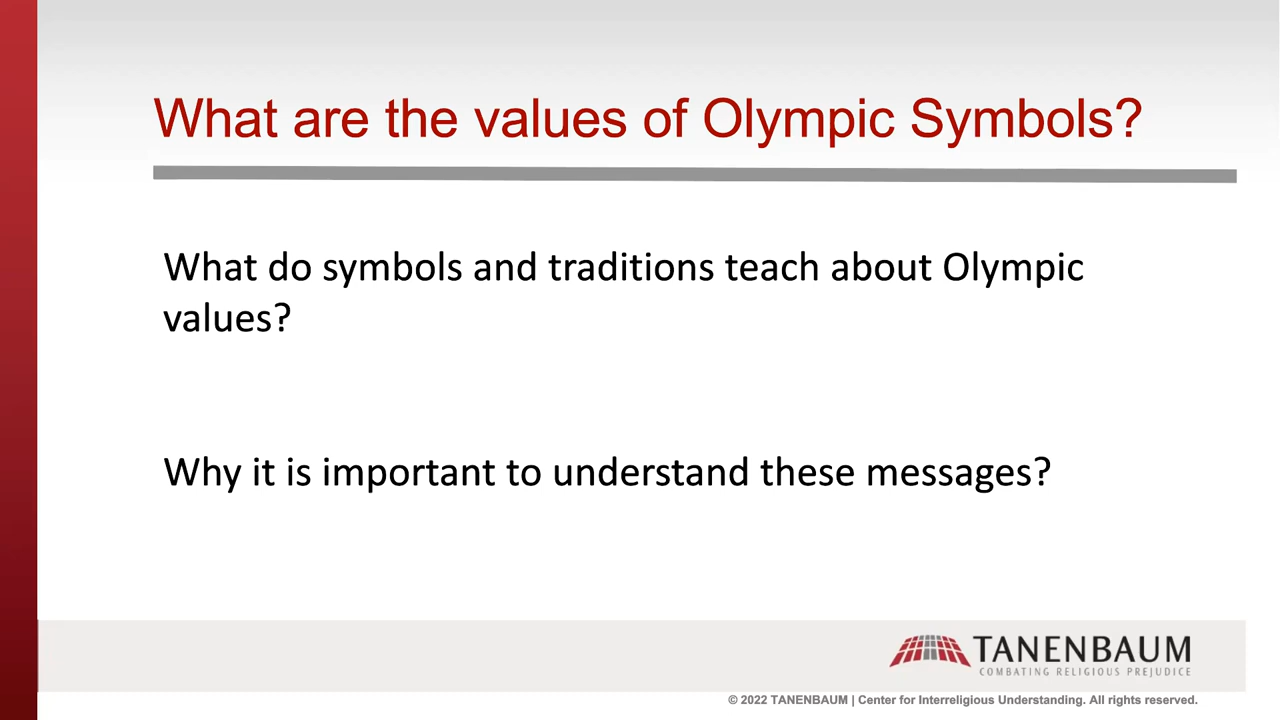 What are the values of Olympic Symbols?
What do symbols and traditions teach about Olympic
values?
Why it is important to understand these messages?
TANENBAUM
COMBATING RELIGIOUS PREJUDICE
© 2022 TANENBAUM | Center for Interreligious Understanding. All rights reserved.